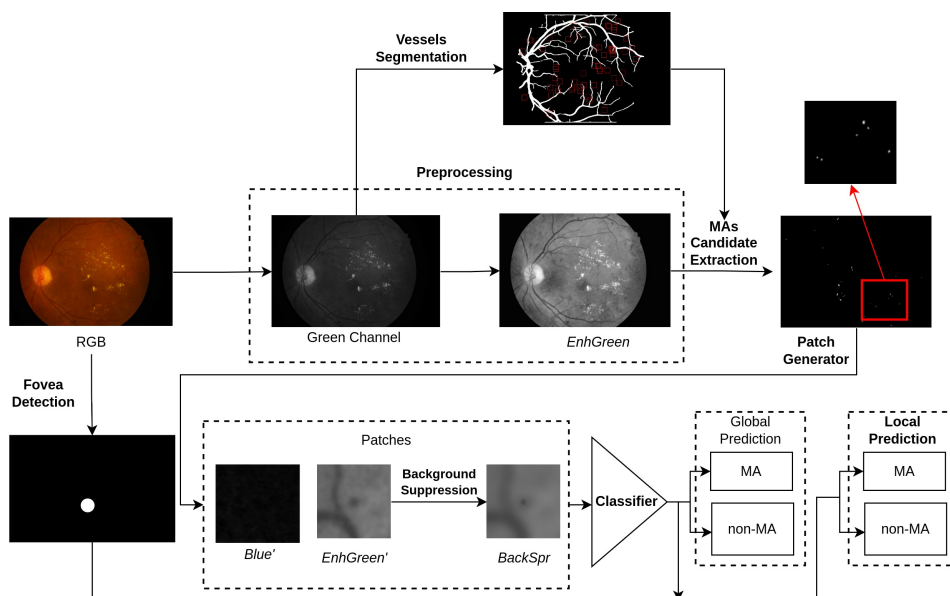 Vessels
Segmentation
Preprocessing
MAs
Candidate
Extraction
Green Channel
EnhGreen
RGB
Patch
Generator
Fovea
Detection
Patches
Background
Suppression
Blue'
EnhGreen'
BackSpr
Classifier
Global
Prediction
MA
non-MA
Local
Prediction
MA
non-MA